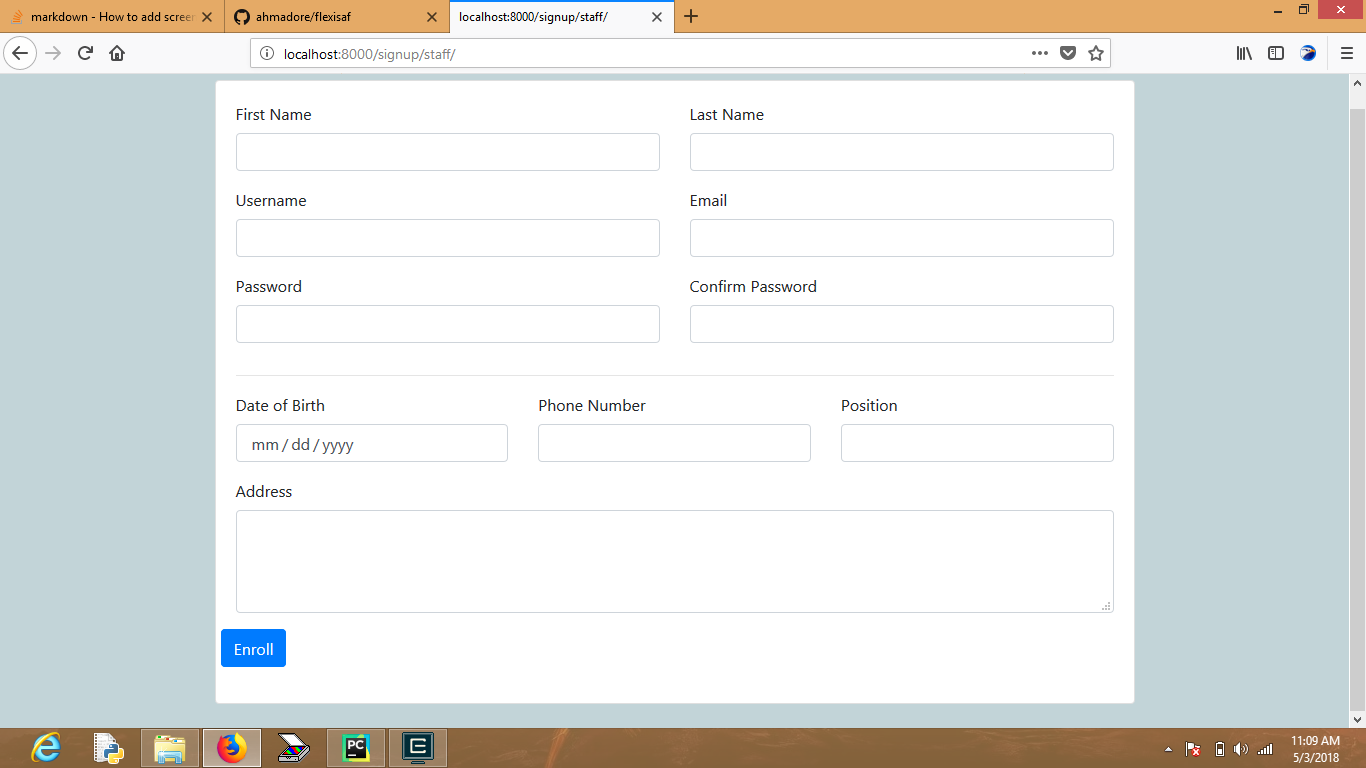 markdown - How to add screen
ahmadore/flexisaf
localhost:8000/signup/staff/
localhost:8000/signup/staff/
First Name Last Name
Username Email
Password Confirm Password
Date of Birth Phone Number Position
mm / dd / yyyy
Address
Enroll
PC
11:09 AM
5/3/2018